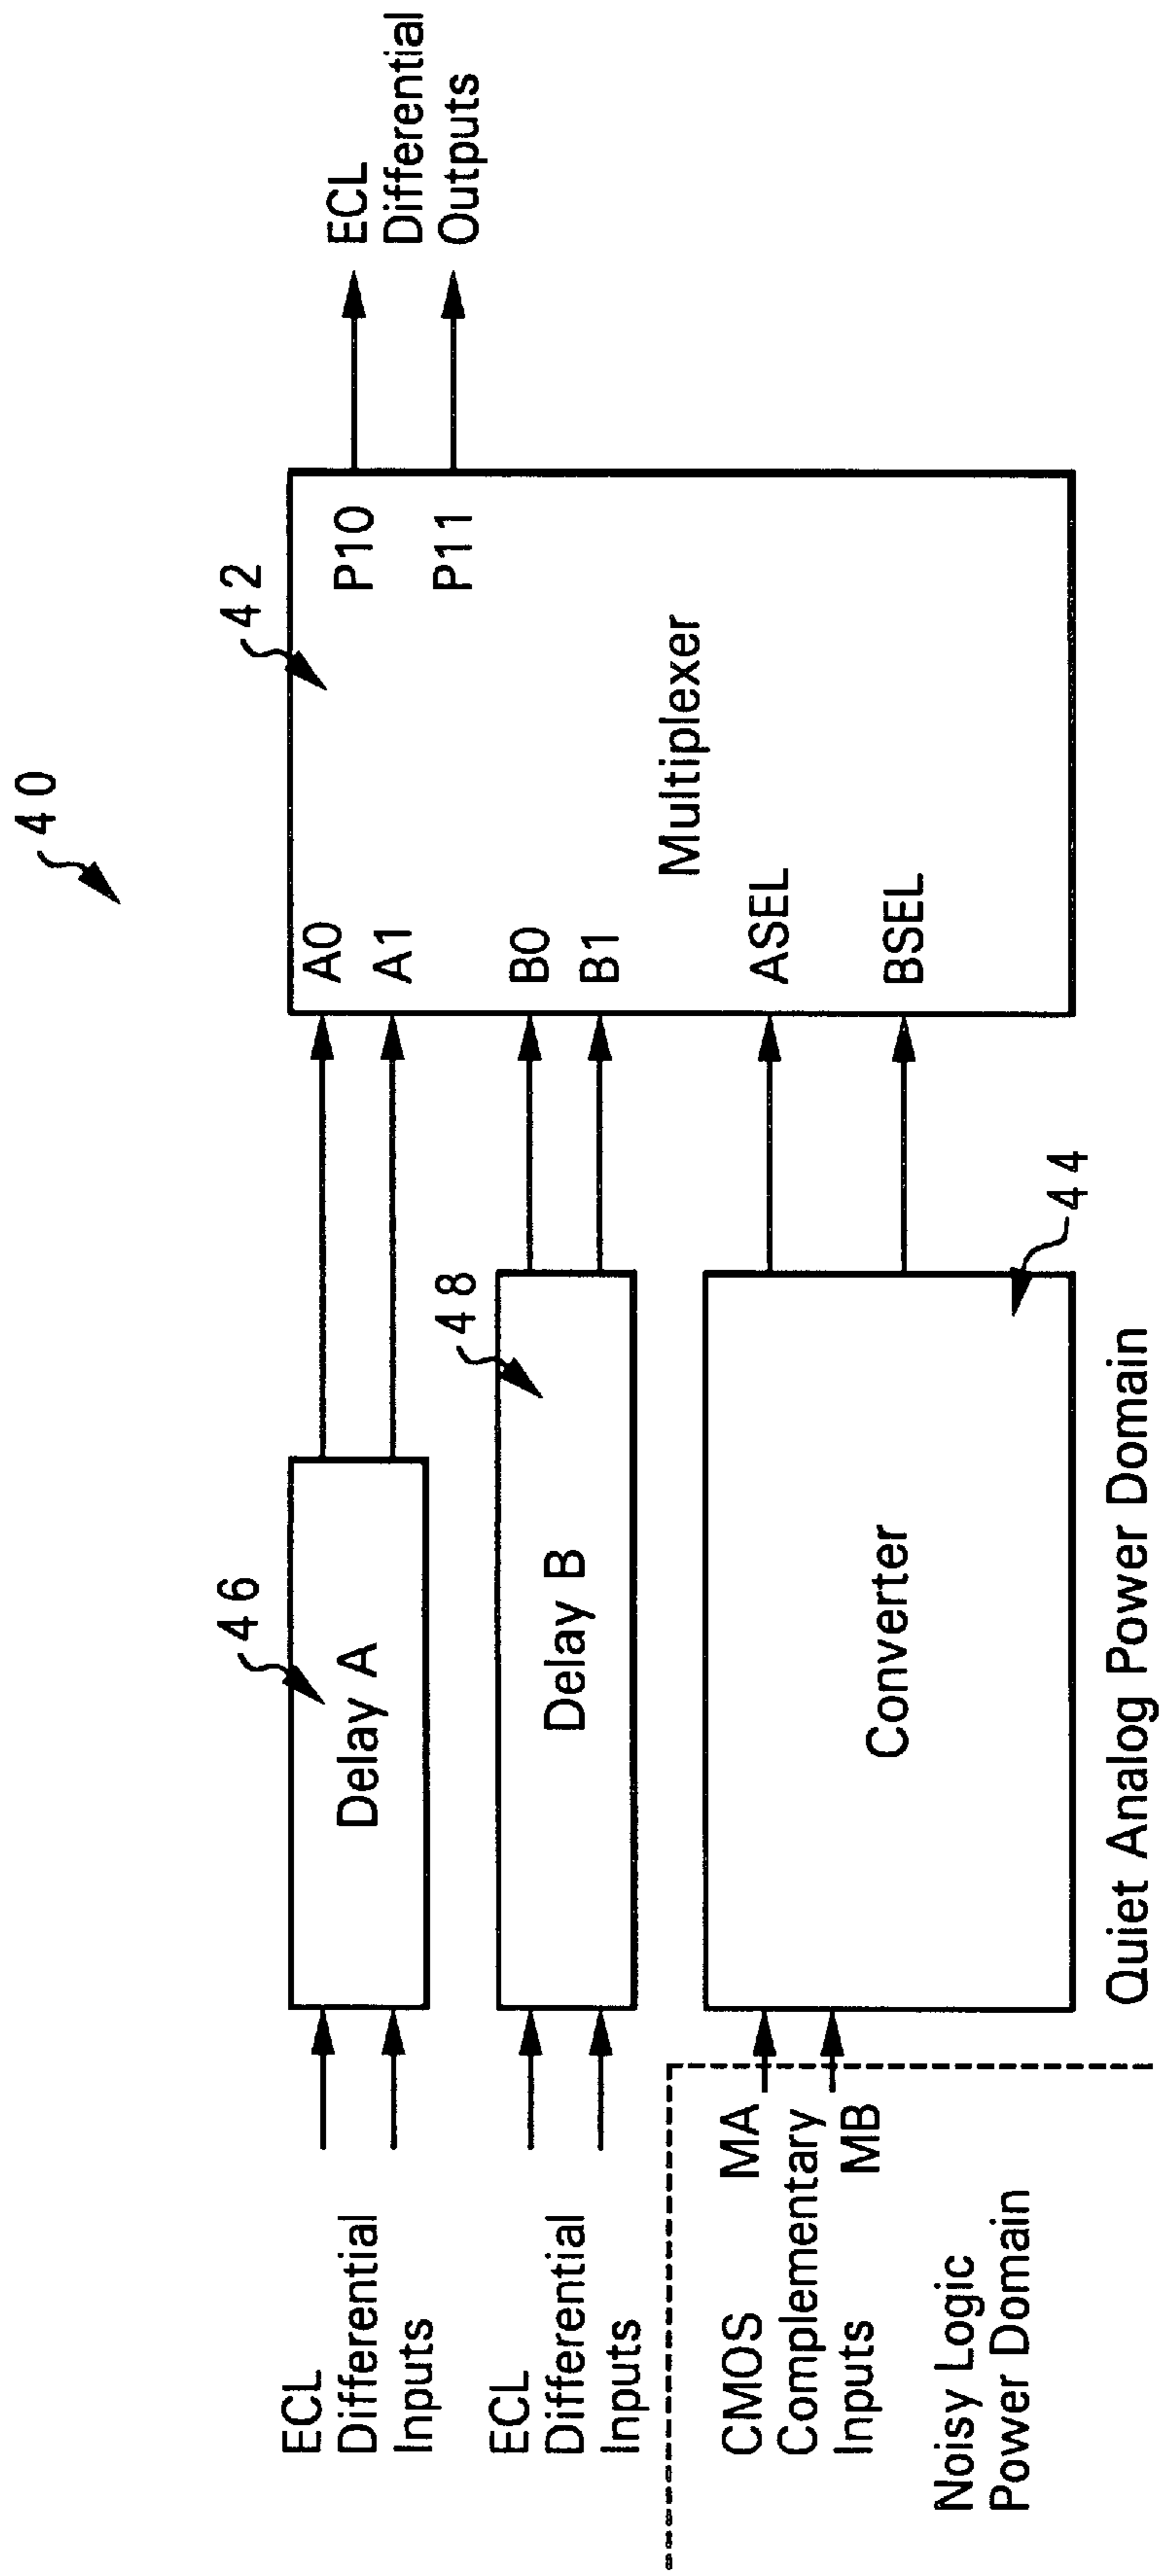 40
42
A0
A1
P10
P11
B0
B1
Multiplexer
ASEL
BSEL
ECL
Differential
Outputs
46
Delay A
48
Delay B
44
Converter
ECL
Differential
Inputs
ECL
Differential
Inputs
MA
CMOS
Complementary
Inputs
MB
Noisy Logic
Power Domain
Quiet Analog Power Domain